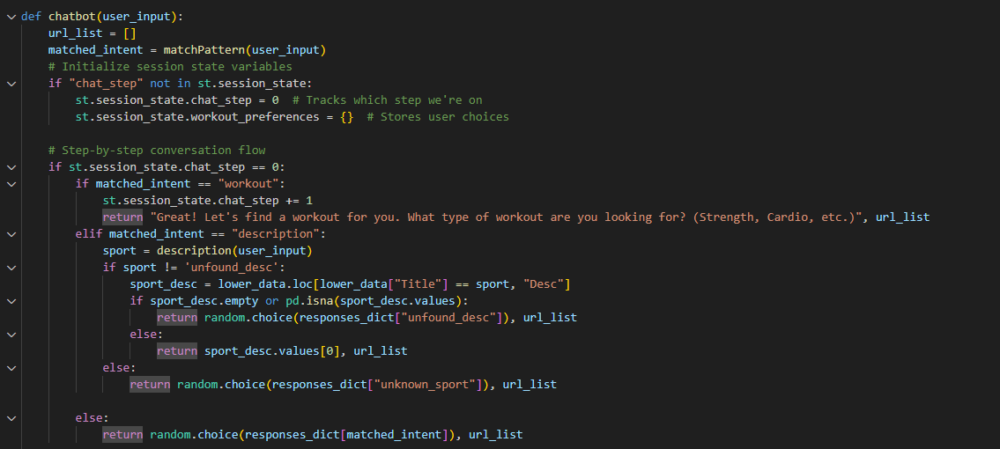 def chatbot(user_input):
    url_list = []
    matched_intent = matchPattern(user_input)
    # Initialize session state variables
    if "chat_step" not in st.session_state:
        st.session_state.chat_step = 0  # Tracks which step we're on
        st.session_state.workout_preferences = {}  # Stores user choices

    # Step-by-step conversation flow
    if st.session_state.chat_step == 0:
        if matched_intent == "workout":
            st.session_state.chat_step += 1
            return "Great! Let's find a workout for you. What type of workout are you looking for? (Strength, Cardio, etc.)", url_list
        elif matched_intent == "description":
            sport = description(user_input)
            if sport != 'unfound_desc':
                sport_desc = lower_data.loc[lower_data["Title"] == sport, "Desc"]
                if sport_desc.empty or pd.isna(sport_desc.values):
                    return random.choice(responses_dict["unfound_desc"]), url_list
                else:
                    return sport_desc.values[0], url_list
            else:
                return random.choice(responses_dict["unknown_sport"]), url_list

        else:
            return random.choice(responses_dict[matched_intent]), url_list